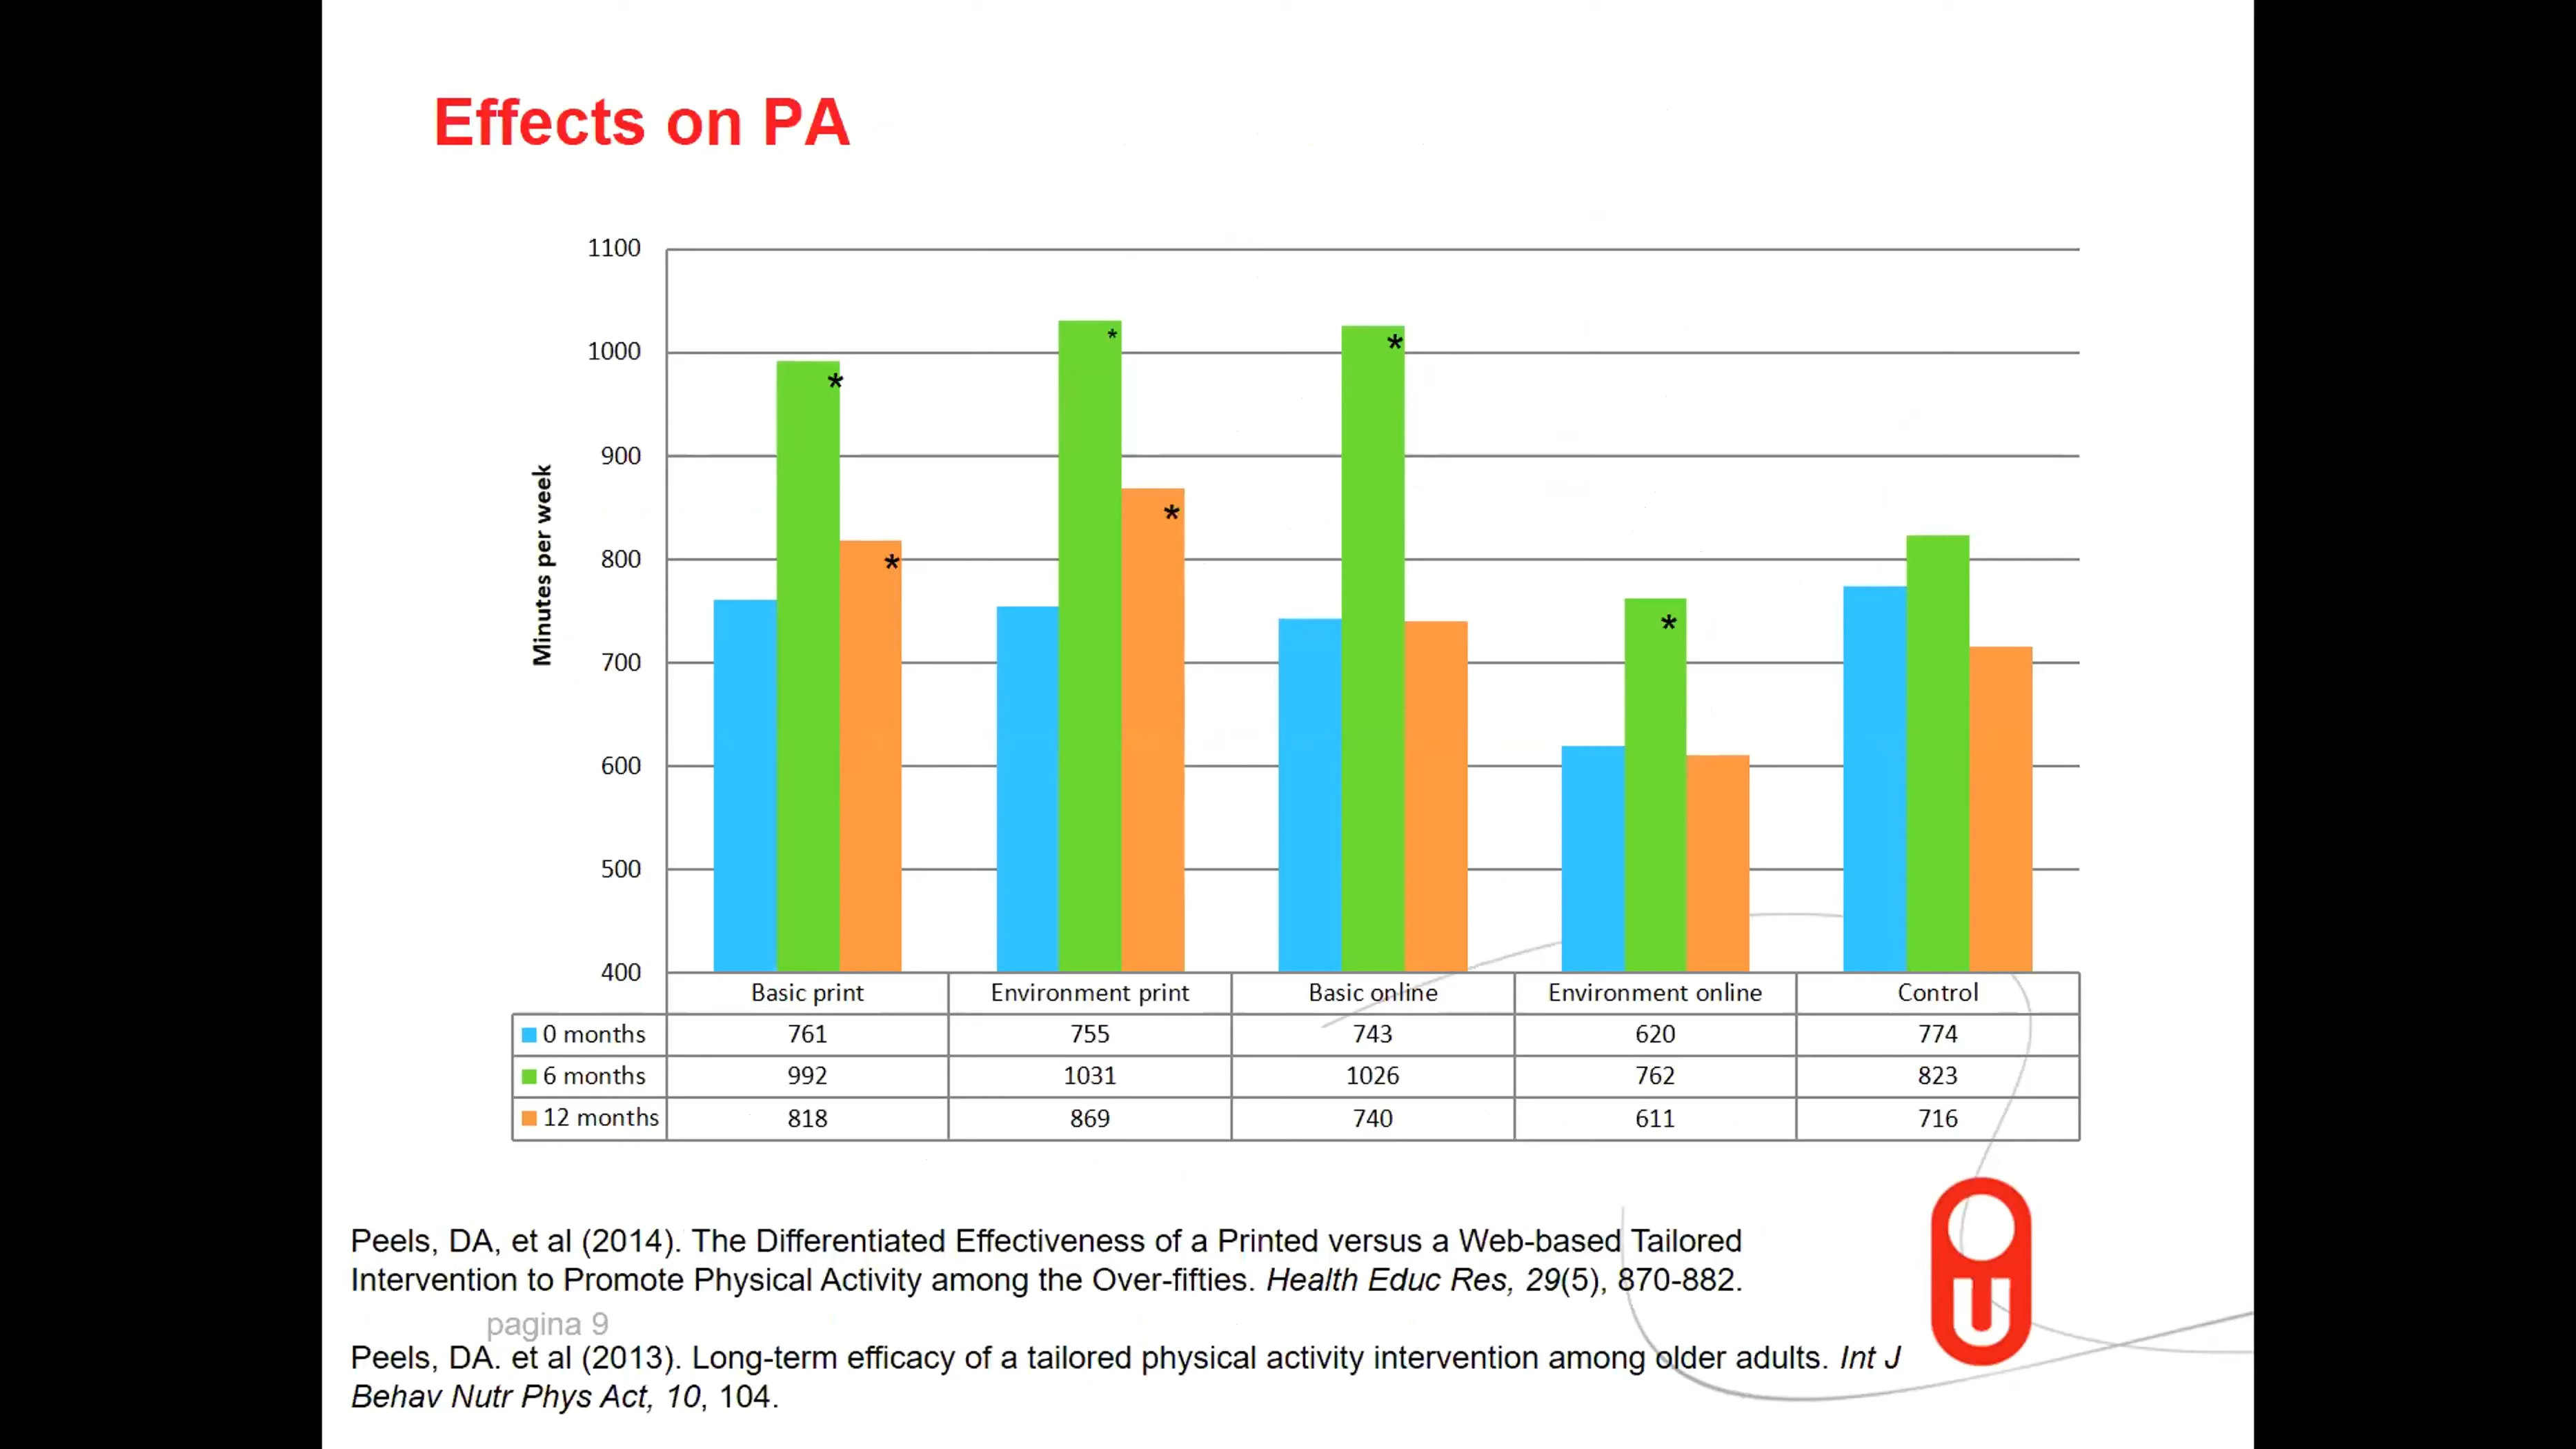 Effects on PA
1100
1000
900
800
700
600
500
400
Minutes per week
*
*
*
*
*
*
Basic print Environment print Basic online Environment online Control
0 months 761 755 743 620 774
6 months 992 1031 1026 762 823
12 months 818 869 740 611 716
Peels, DA, et al (2014). The Differentiated Effectiveness of a Printed versus a Web-based Tailored
Intervention to Promote Physical Activity among the Over-fifties. Health Educ Res, 29(5), 870-882.
pagina 9
Peels, DA. et al (2013). Long-term efficacy of a tailored physical activity intervention among older adults. Int J
Behav Nutr Phys Act, 10, 104.
U